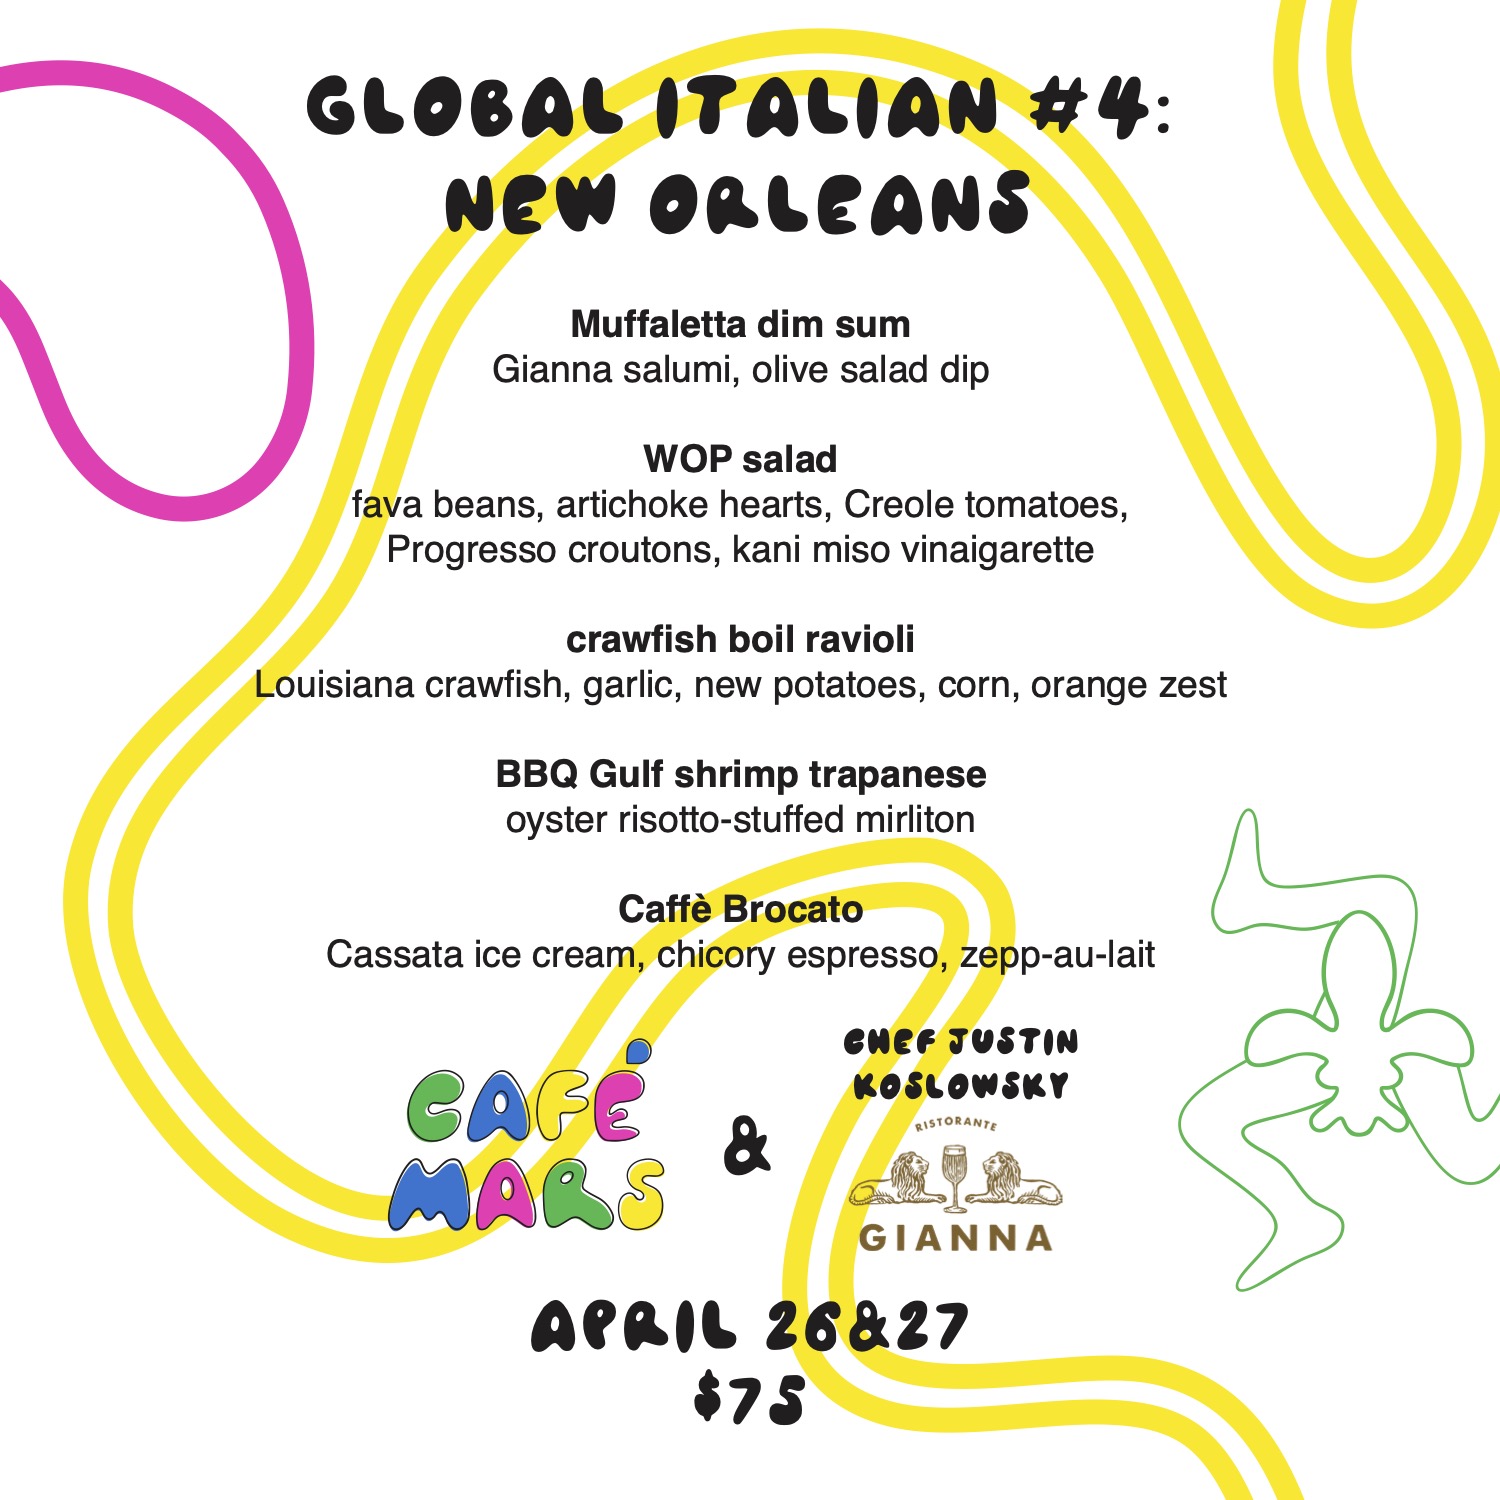 GLOBAL ITALIAN #4:
NEW ORLEANS
Muffaletta dim sum
Gianna salumi, olive salad dip
WOP salad
fava beans, artichoke hearts, Creole tomatoes,
Progresso croutons, kani miso vinaigarette
crawfish boil ravioli
Louisiana crawfish, garlic, new potatoes, corn, orange zest
BBQ Gulf shrimp trapanese
oyster risotto-stuffed mirliton
Caffè Brocato
Cassata ice cream, chicory espresso, zepp-au-lait
CAFÉ
MARS
&
CHEF JUSTIN
KOSLOWSKY
RISTORANTE
GIANNA
APRIL 26&27
$75